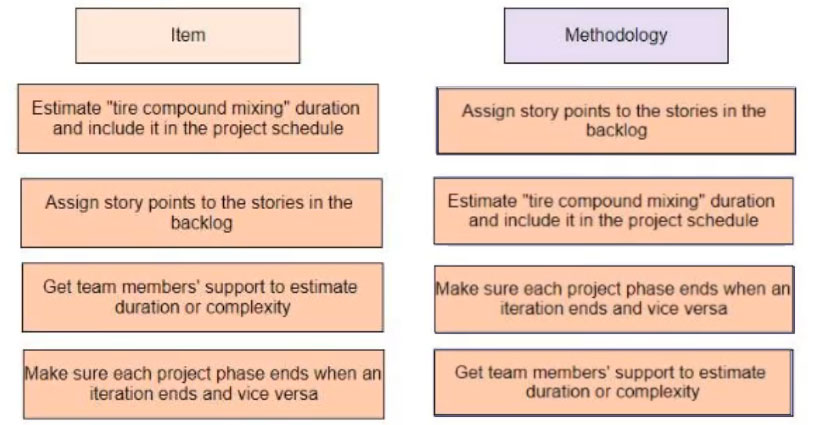 Item
Methodology
Estimate "tire compound mixing" duration
and include it in the project schedule
Assign story points to the stories in the
backlog
Assign story points to the stories in the
backlog
Estimate "tire compound mixing" duration
and include it in the project schedule
Get team members' support to estimate
duration or complexity
Make sure each project phase ends when an
iteration ends and vice versa
Make sure each project phase ends when an
iteration ends and vice versa
Get team members' support to estimate
duration or complexity